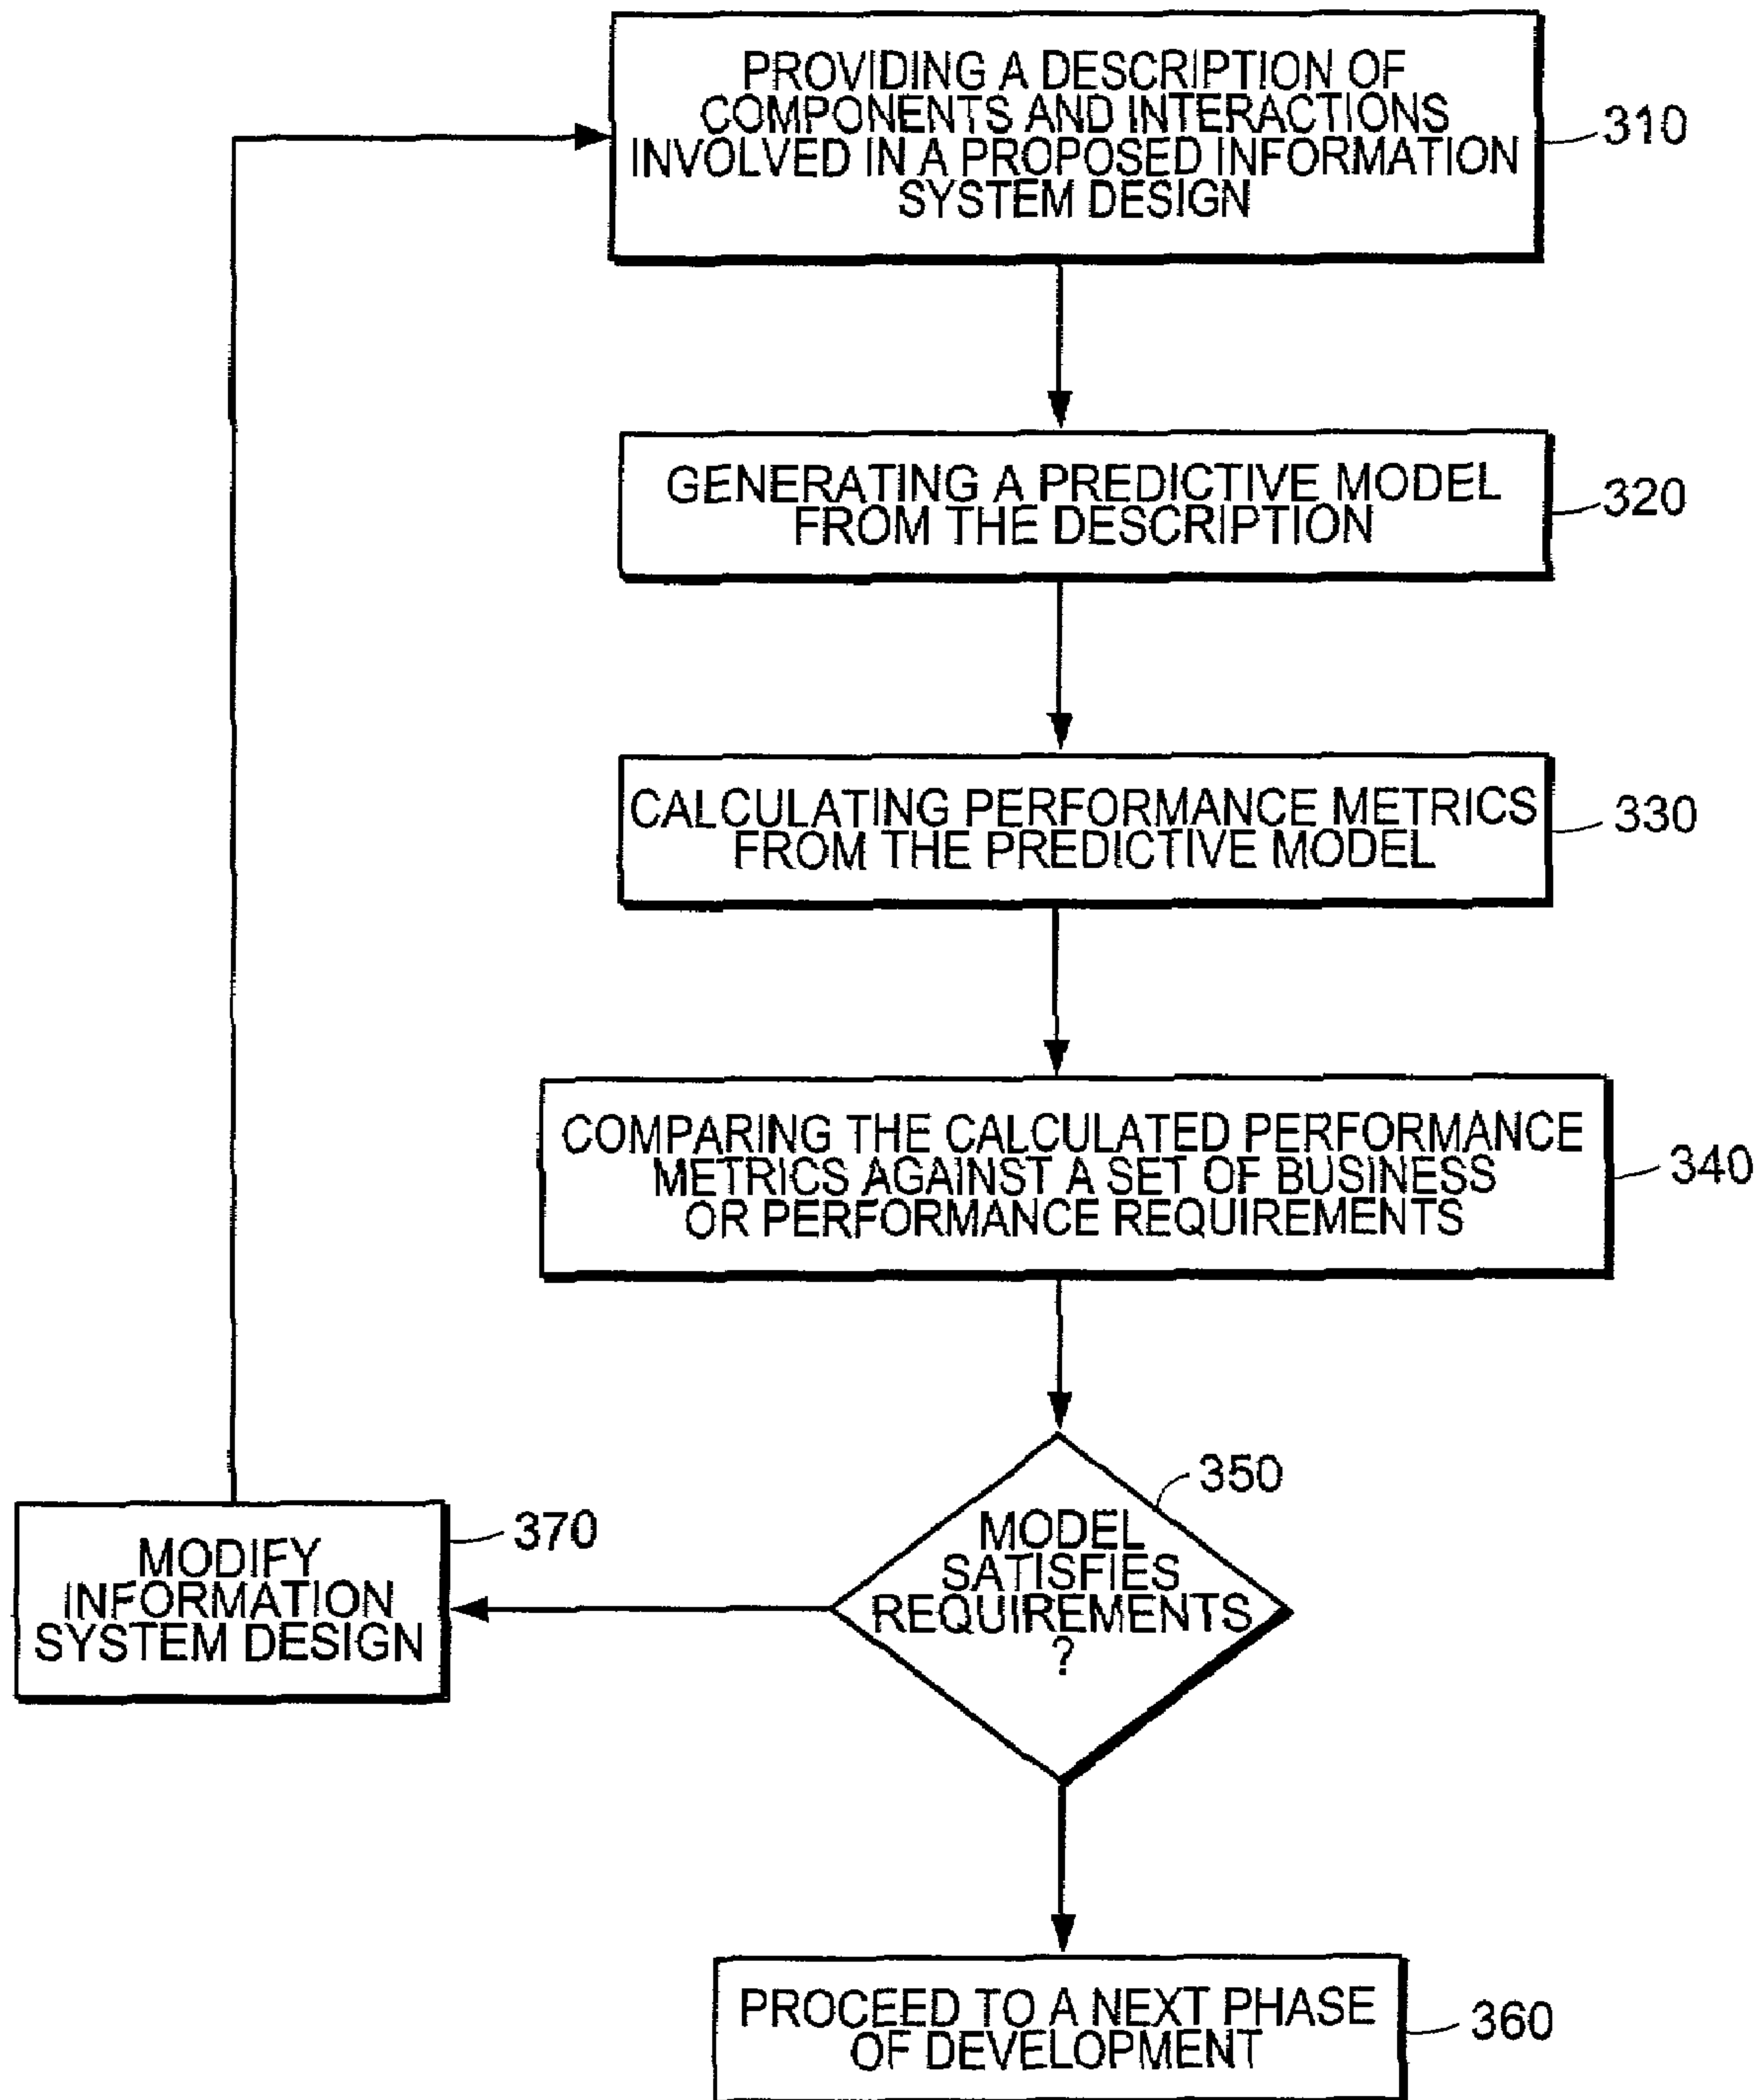 PROVIDING A DESCRIPTION OF
COMPONENTS AND INTERACTIONS
INVOLVED IN A PROPOSED INFORMATION
SYSTEM DESIGN
310
GENERATING A PREDICTIVE MODEL
FROM THE DESCRIPTION
320
CALCULATING PERFORMANCE METRICS
FROM THE PREDICTIVE MODEL
330
COMPARING THE CALCULATED PERFORMANCE
METRICS AGAINST A SET OF BUSINESS
OR PERFORMANCE REQUIREMENTS
340
350
MODEL
SATISFIES
REQUIREMENTS
?
370
MODIFY
INFORMATION
SYSTEM DESIGN
PROCEED TO A NEXT PHASE
OF DEVELOPMENT
360